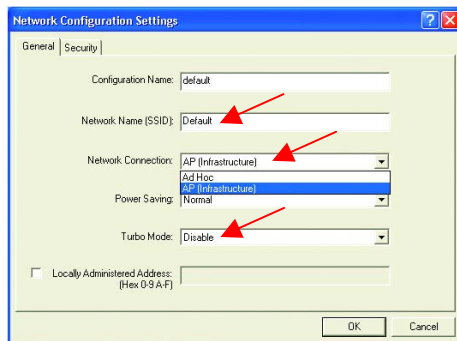 Network Configuration Settings
General Security
Configuration Name: default
Network Name (SSID): Default
Network Connection: AP (Infrastructure)
Ad Hoc
AP (Infrastructure)
Power Saving: Normal
Turbo Mode: Disable
Locally Administered Address:
(Hex 0-9 A-F)
OK Cancel